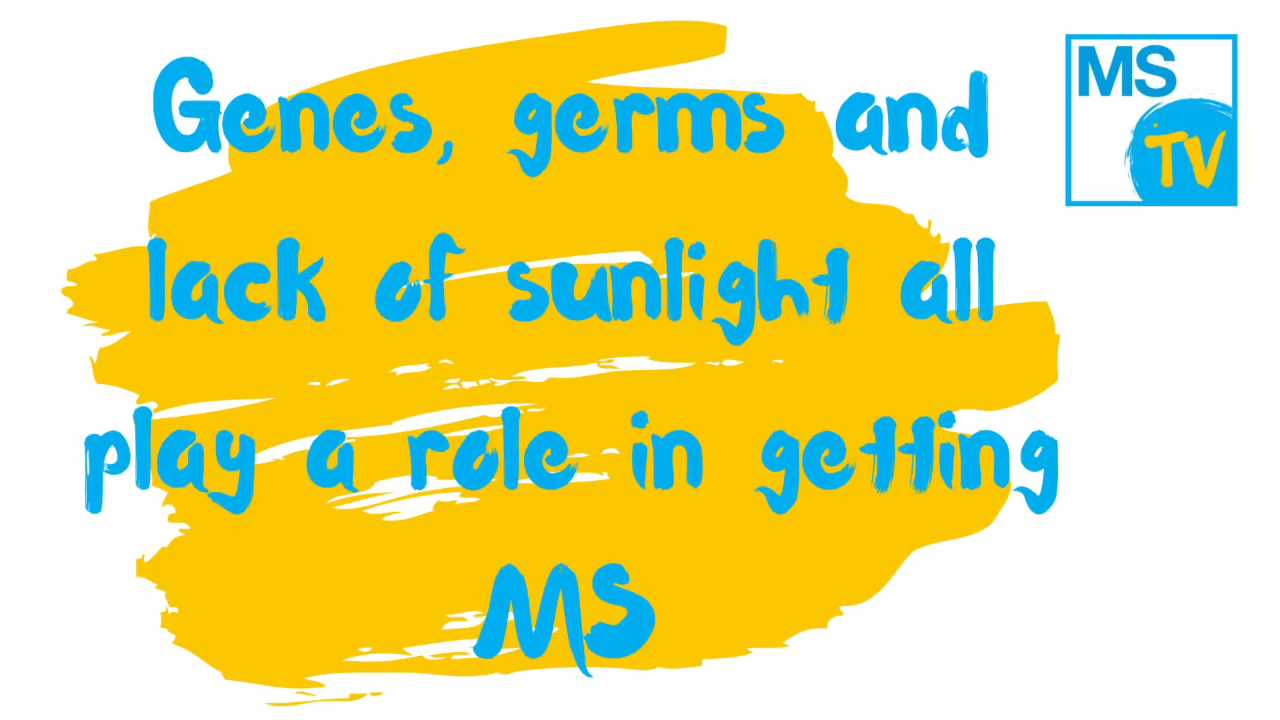 Genes, germs and
lack of sunlight all
play a role in getting
MS
MS
TV